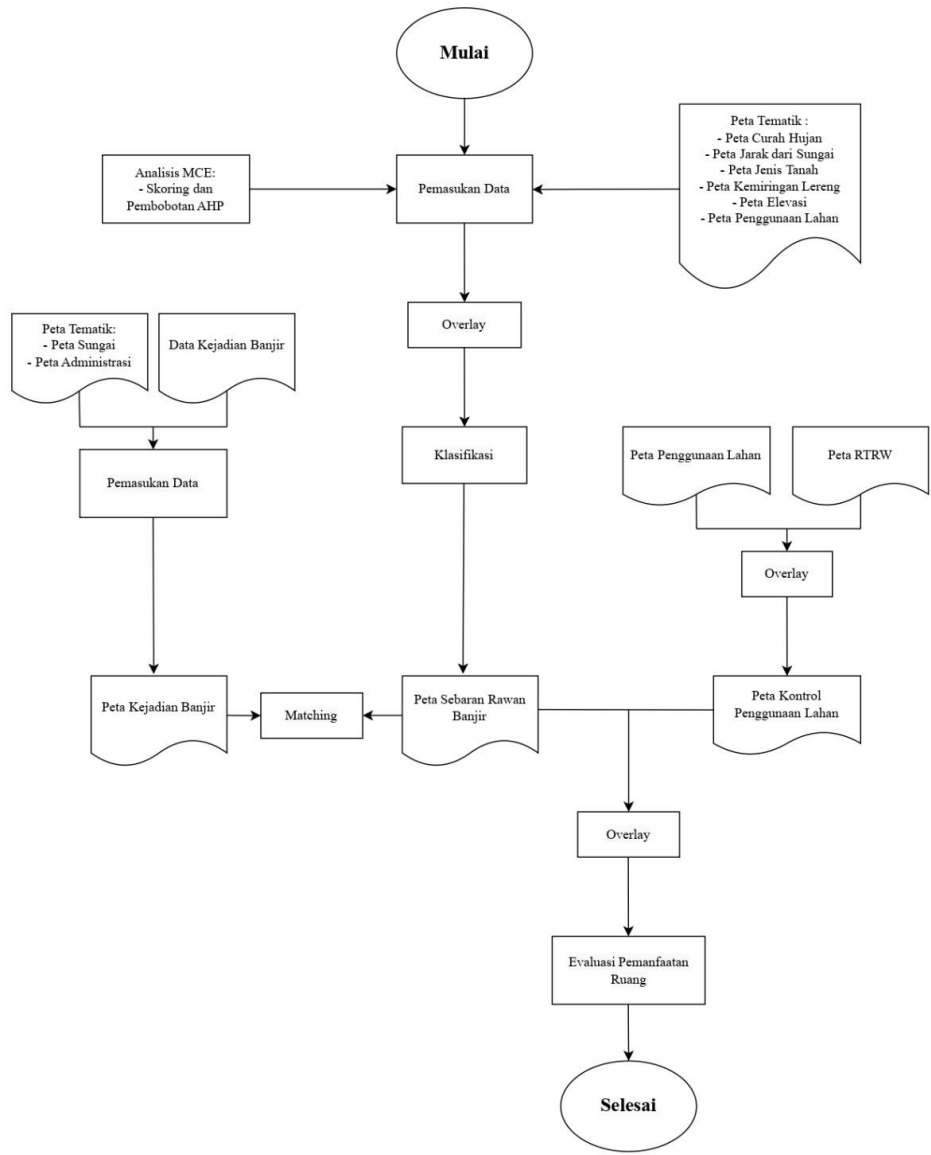 Mulai
Analisis MCE:
- Skoring dan
Pembobotan AHP
Pemasukan Data
Peta Tematik :
- Peta Curah Hujan
- Peta Jarak dari Sungai
- Peta Jenis Tanah
- Peta Kemiringan Lereng
- Peta Elevasi
- Peta Penggunaan Lahan
Overlay
Peta Tematik:
- Peta Sungai
- Peta Administrasi
Data Kejadian Banjir
Klasifikasi
Pemasukan Data
Peta Penggunaan Lahan
Peta RTRW
Overlay
Peta Kejadian Banjir
Matching
Peta Sebaran Rawan
Banjir
Peta Kontrol
Penggunaan Lahan
Overlay
Evaluasi Pemanfaatan
Ruang
Selesai